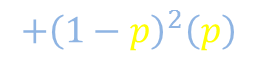 +(1 − p)²(p)